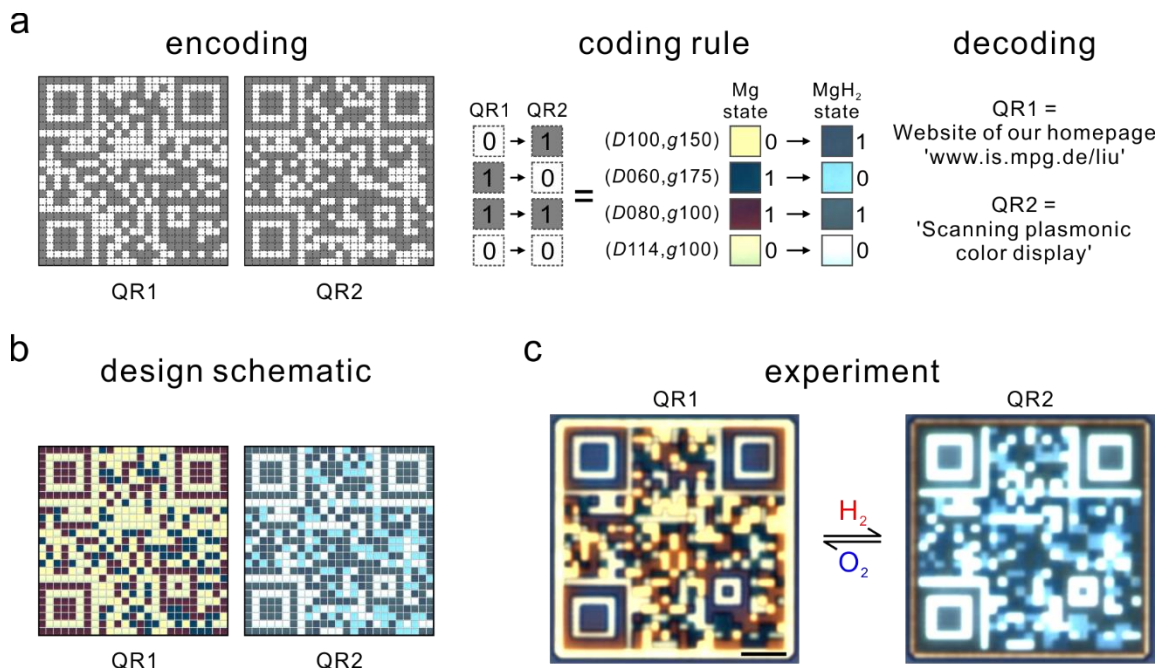 a
encoding
coding rule
decoding
QR1 QR2
Mg state
MgH₂ state
0 → 1 (D100,g150) 0 → 1
1 → 0 (D060,g175) 1 → 0
1 → 1 = (D080,g100) 1 → 1
0 → 0 (D114,g100) 0 → 0
QR1 =
Website of our homepage
'www.is.mpg.de/liu'
QR2 =
'Scanning plasmonic
color display'
QR1 QR2
b
design schematic
QR1 QR2
c
experiment
QR1 QR2
H₂
O₂